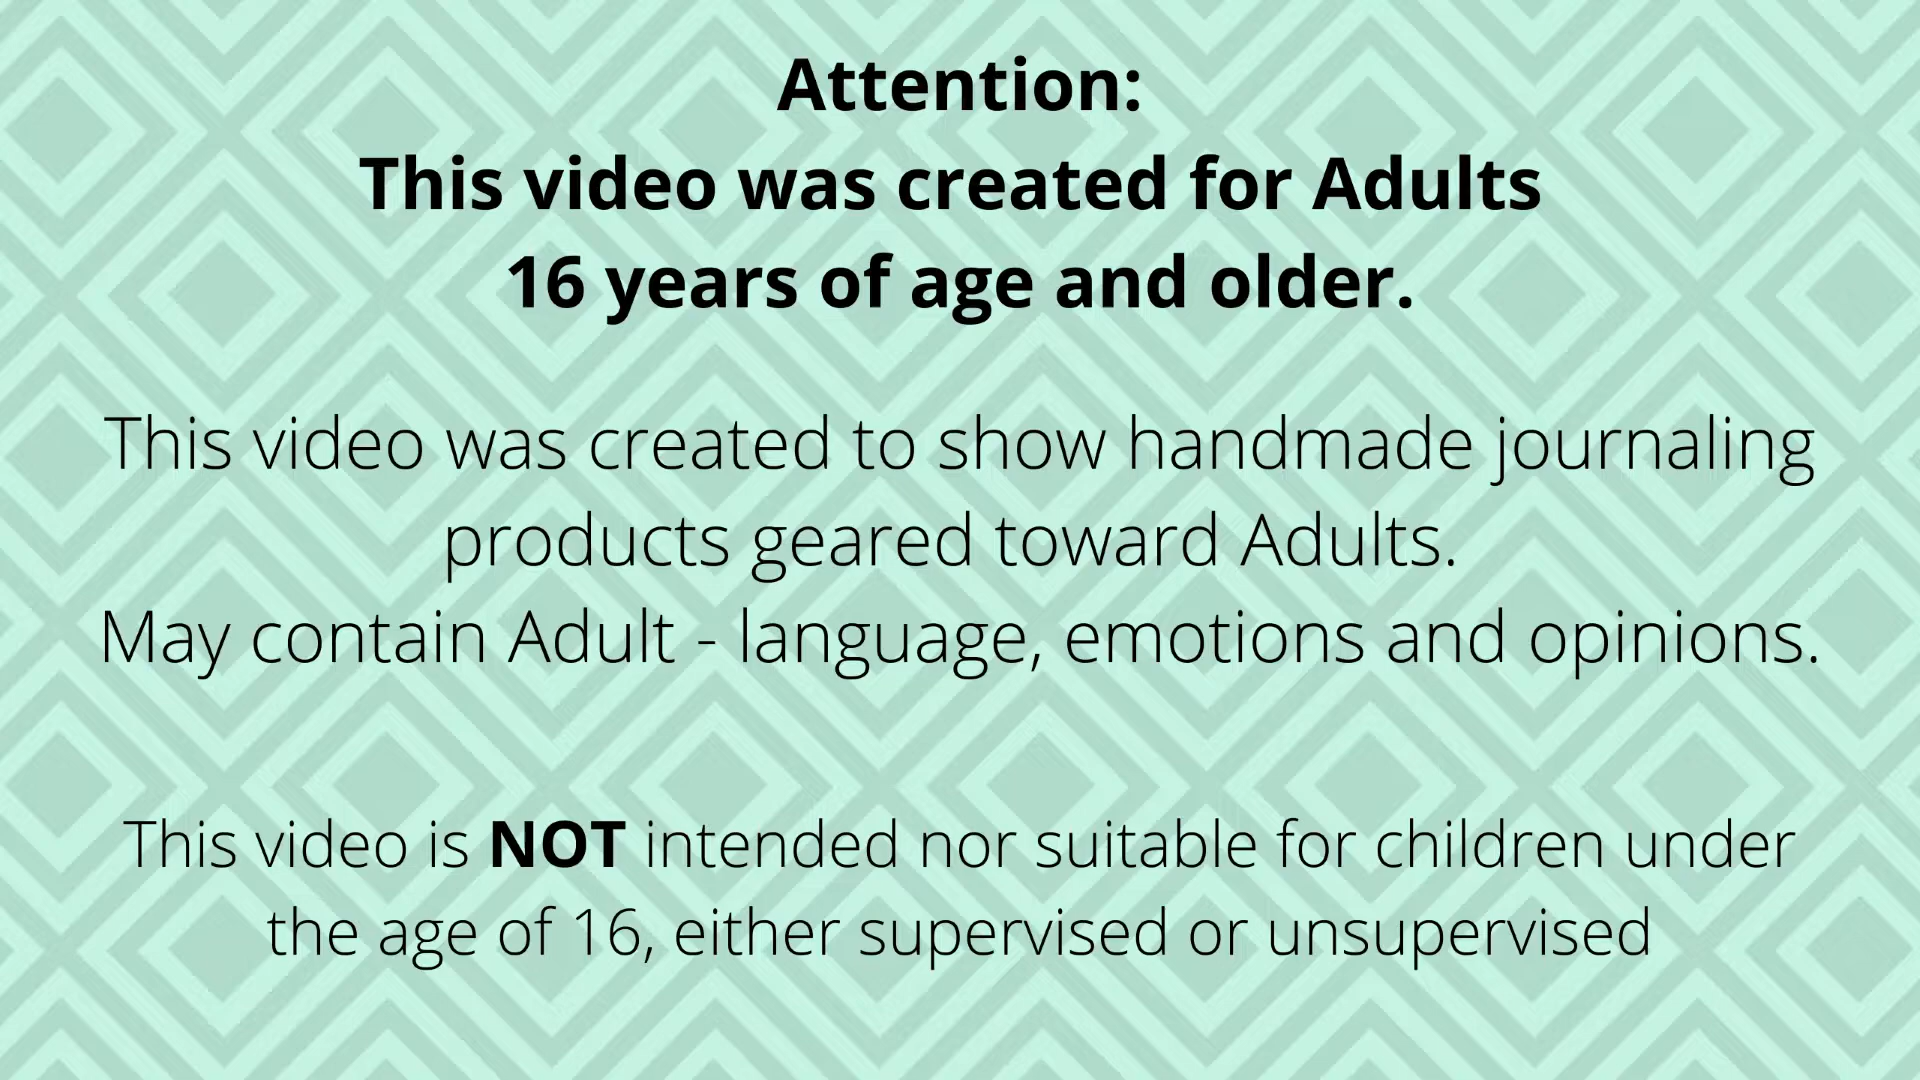 Attention:
This video was created for Adults
16 years of age and older.
This video was created to show handmade journaling
products geared toward Adults.
May contain Adult - language, emotions and opinions.
This video is NOT intended nor suitable for children under
the age of 16, either supervised or unsupervised